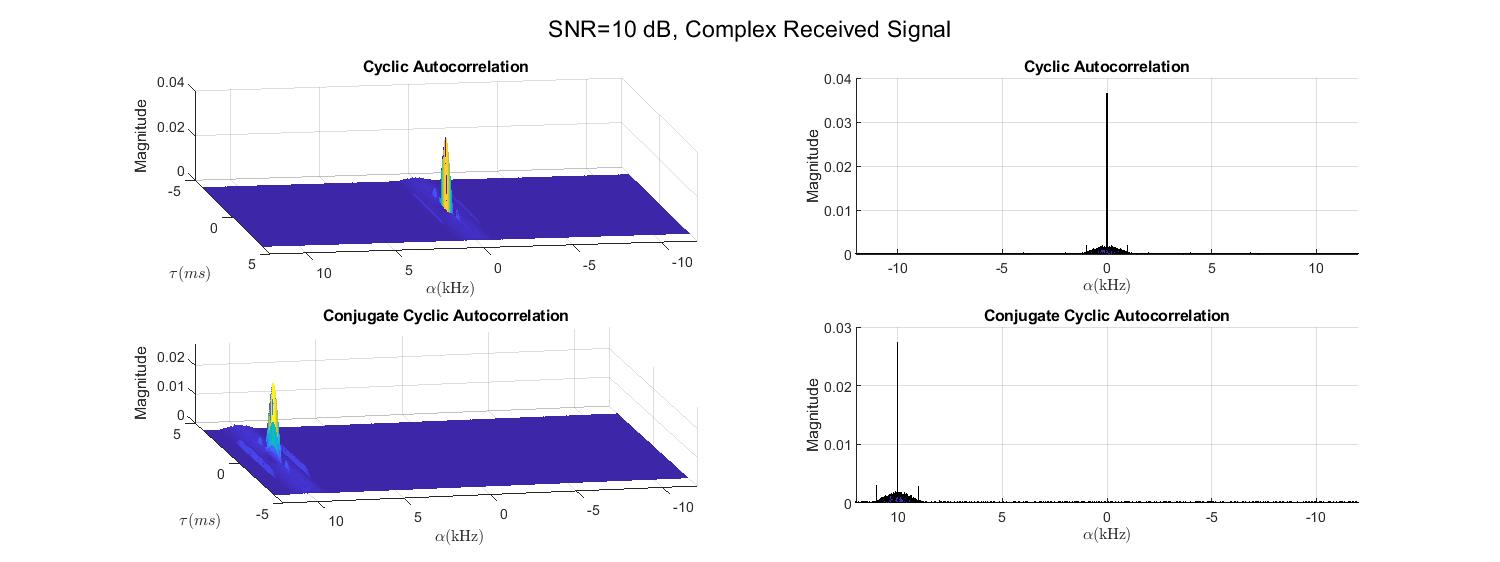 SNR=10 dB, Complex Received Signal
Cyclic Autocorrelation
0.04
0.02
0
Magnitude
-5
0
5
τ(ms)
10
5
0
-5
-10
α(kHz)
Cyclic Autocorrelation
0.04
0.03
0.02
0.01
0
Magnitude
-10
-5
0
5
10
α(kHz)
Conjugate Cyclic Autocorrelation
0.02
0.01
0
Magnitude
5
0
-5
τ(ms)
10
5
0
-5
-10
α(kHz)
Conjugate Cyclic Autocorrelation
0.03
0.02
0.01
0
Magnitude
10
5
0
-5
-10
α(kHz)